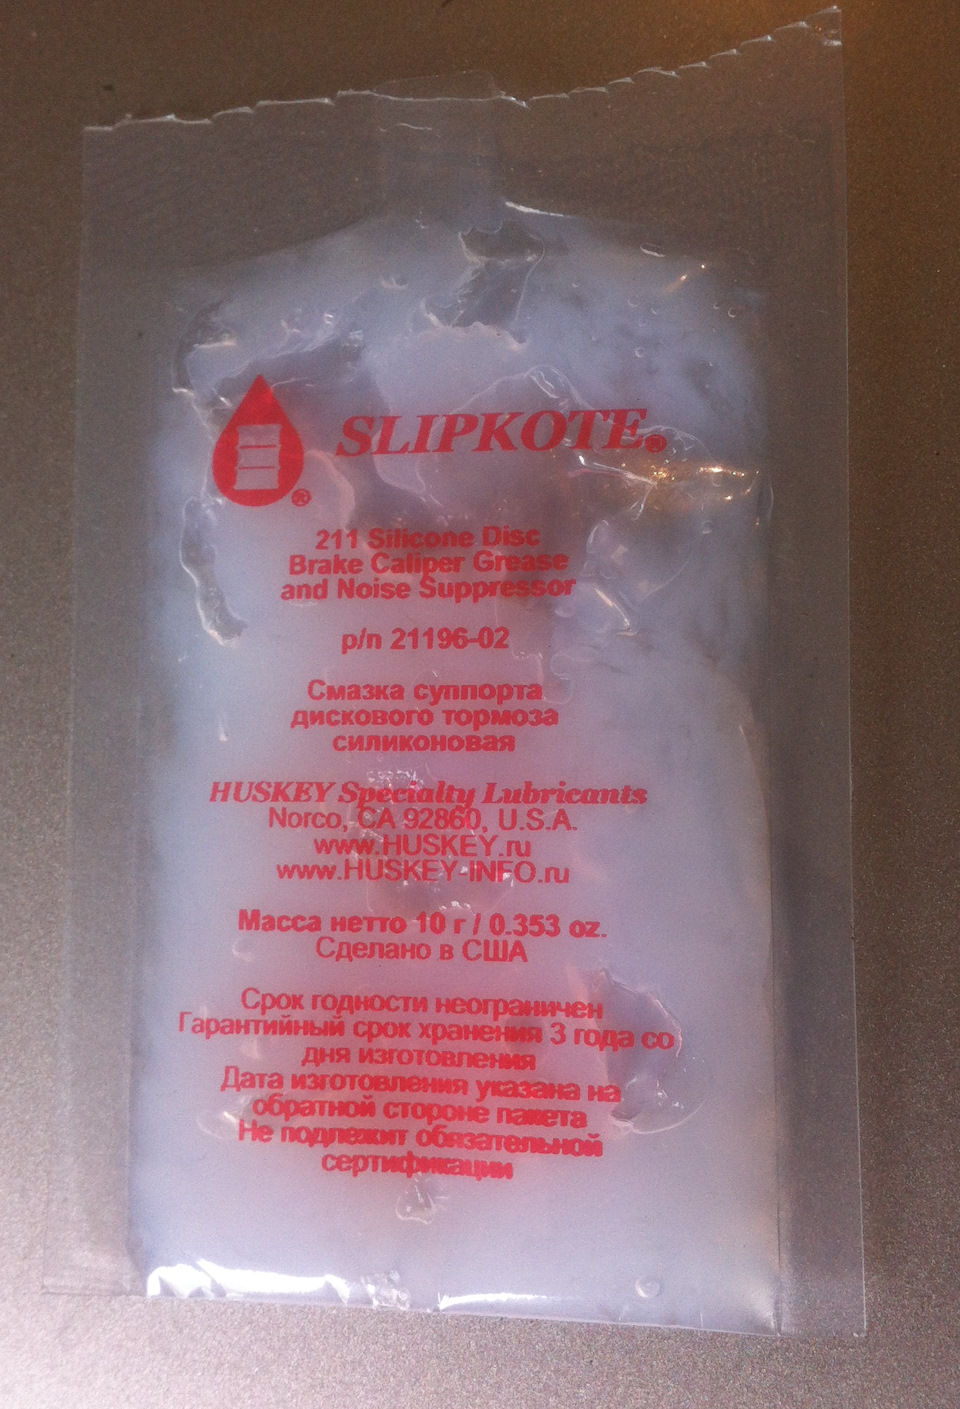 SLIPKOTE®
®
211 Silicone Disc
Brake Caliper Grease
and Noise Suppressor
p/n 21196-02
Смазка суппорта
дискового тормоза
силиконовая
HUSKEY Specialty Lubricants
Norco, CA 92860, U.S.A.
www.HUSKEY.ru
www.HUSKEY-INFO.ru
Масса нетто 10 г / 0.353 oz.
Сделано в США
Срок годности неограничен
Гарантийный срок хранения 3 года со
дня изготовления
Дата изготовления указана на
обратной стороне пакета
Не подлежит обязательной
сертификации